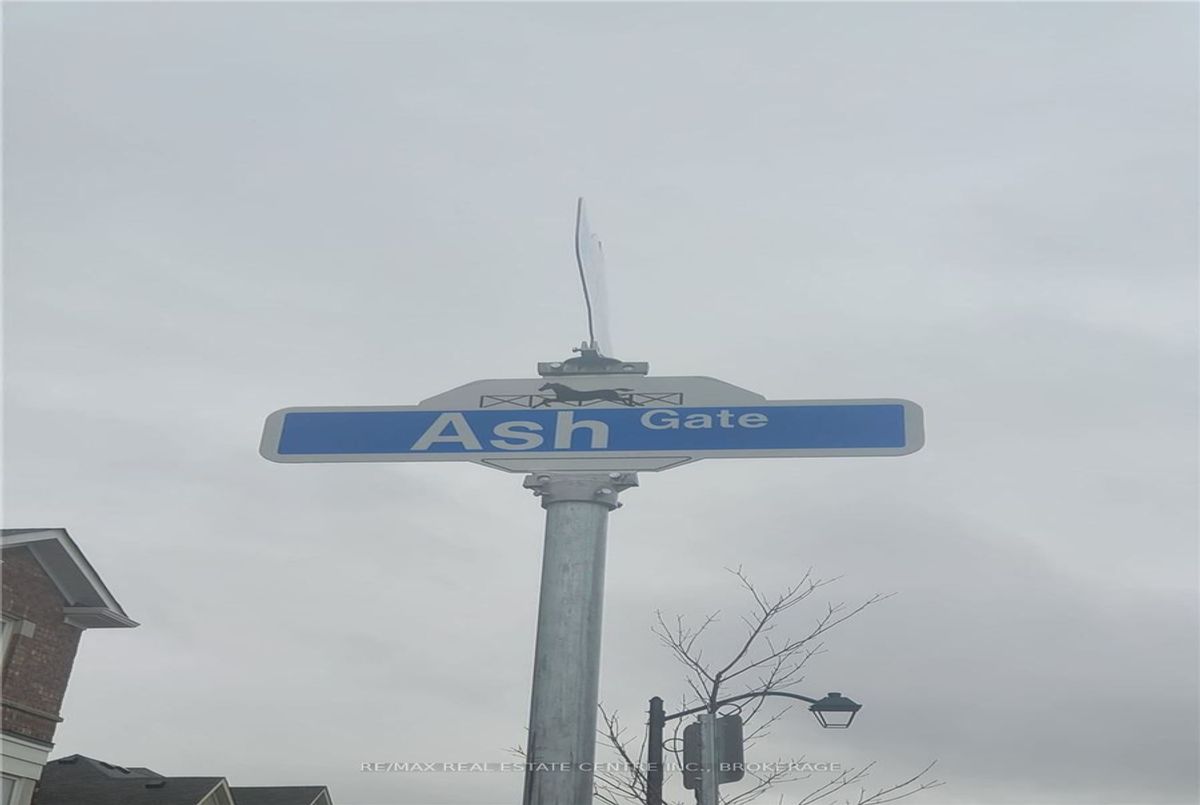 Ash Gate
RE/MAX REAL ESTATE CENTRE INC., BROKERAGE